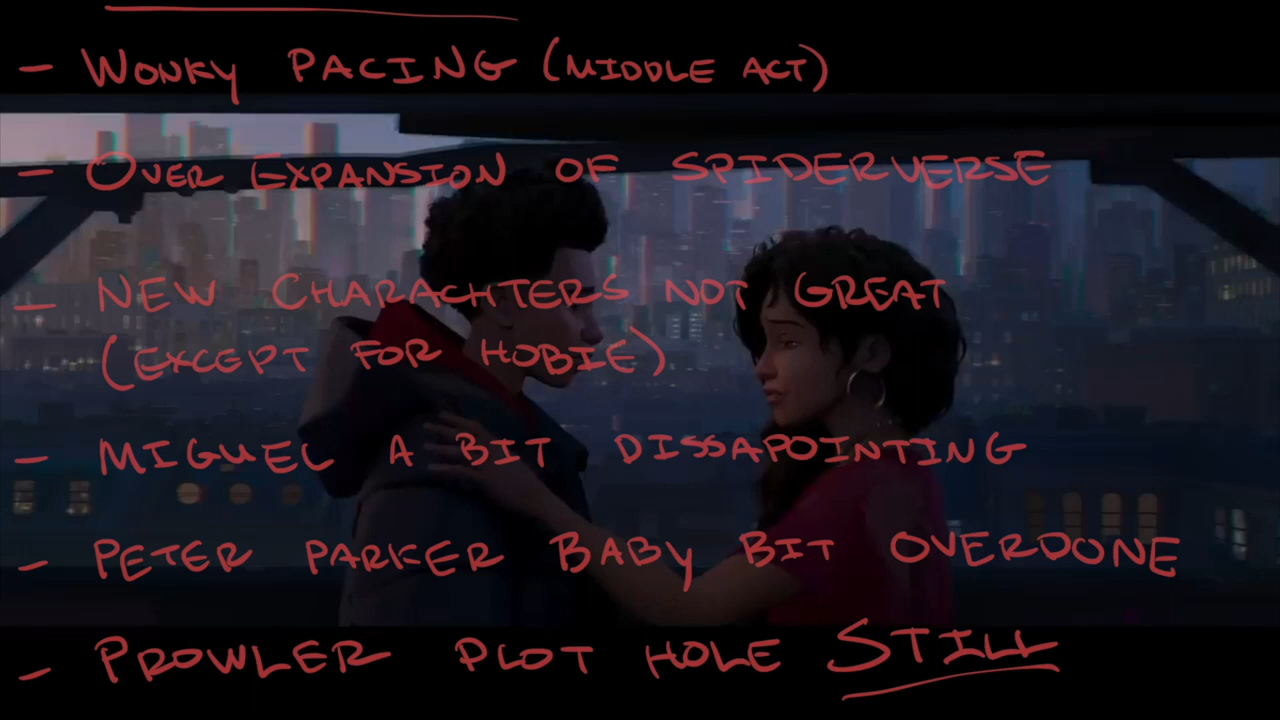 - WONKY PACING (MIDDLE ACT)
- OVER EXPANSION OF SPIDERVERSE
- NEW CHARACHTERS NOT GREAT
(EXCEPT FOR HOBIE)
- MIGUEL A BIT DISSAPOINTING
- PETER PARKER BABY BIT OVERDONE
- PROWLER PLOT HOLE STILL